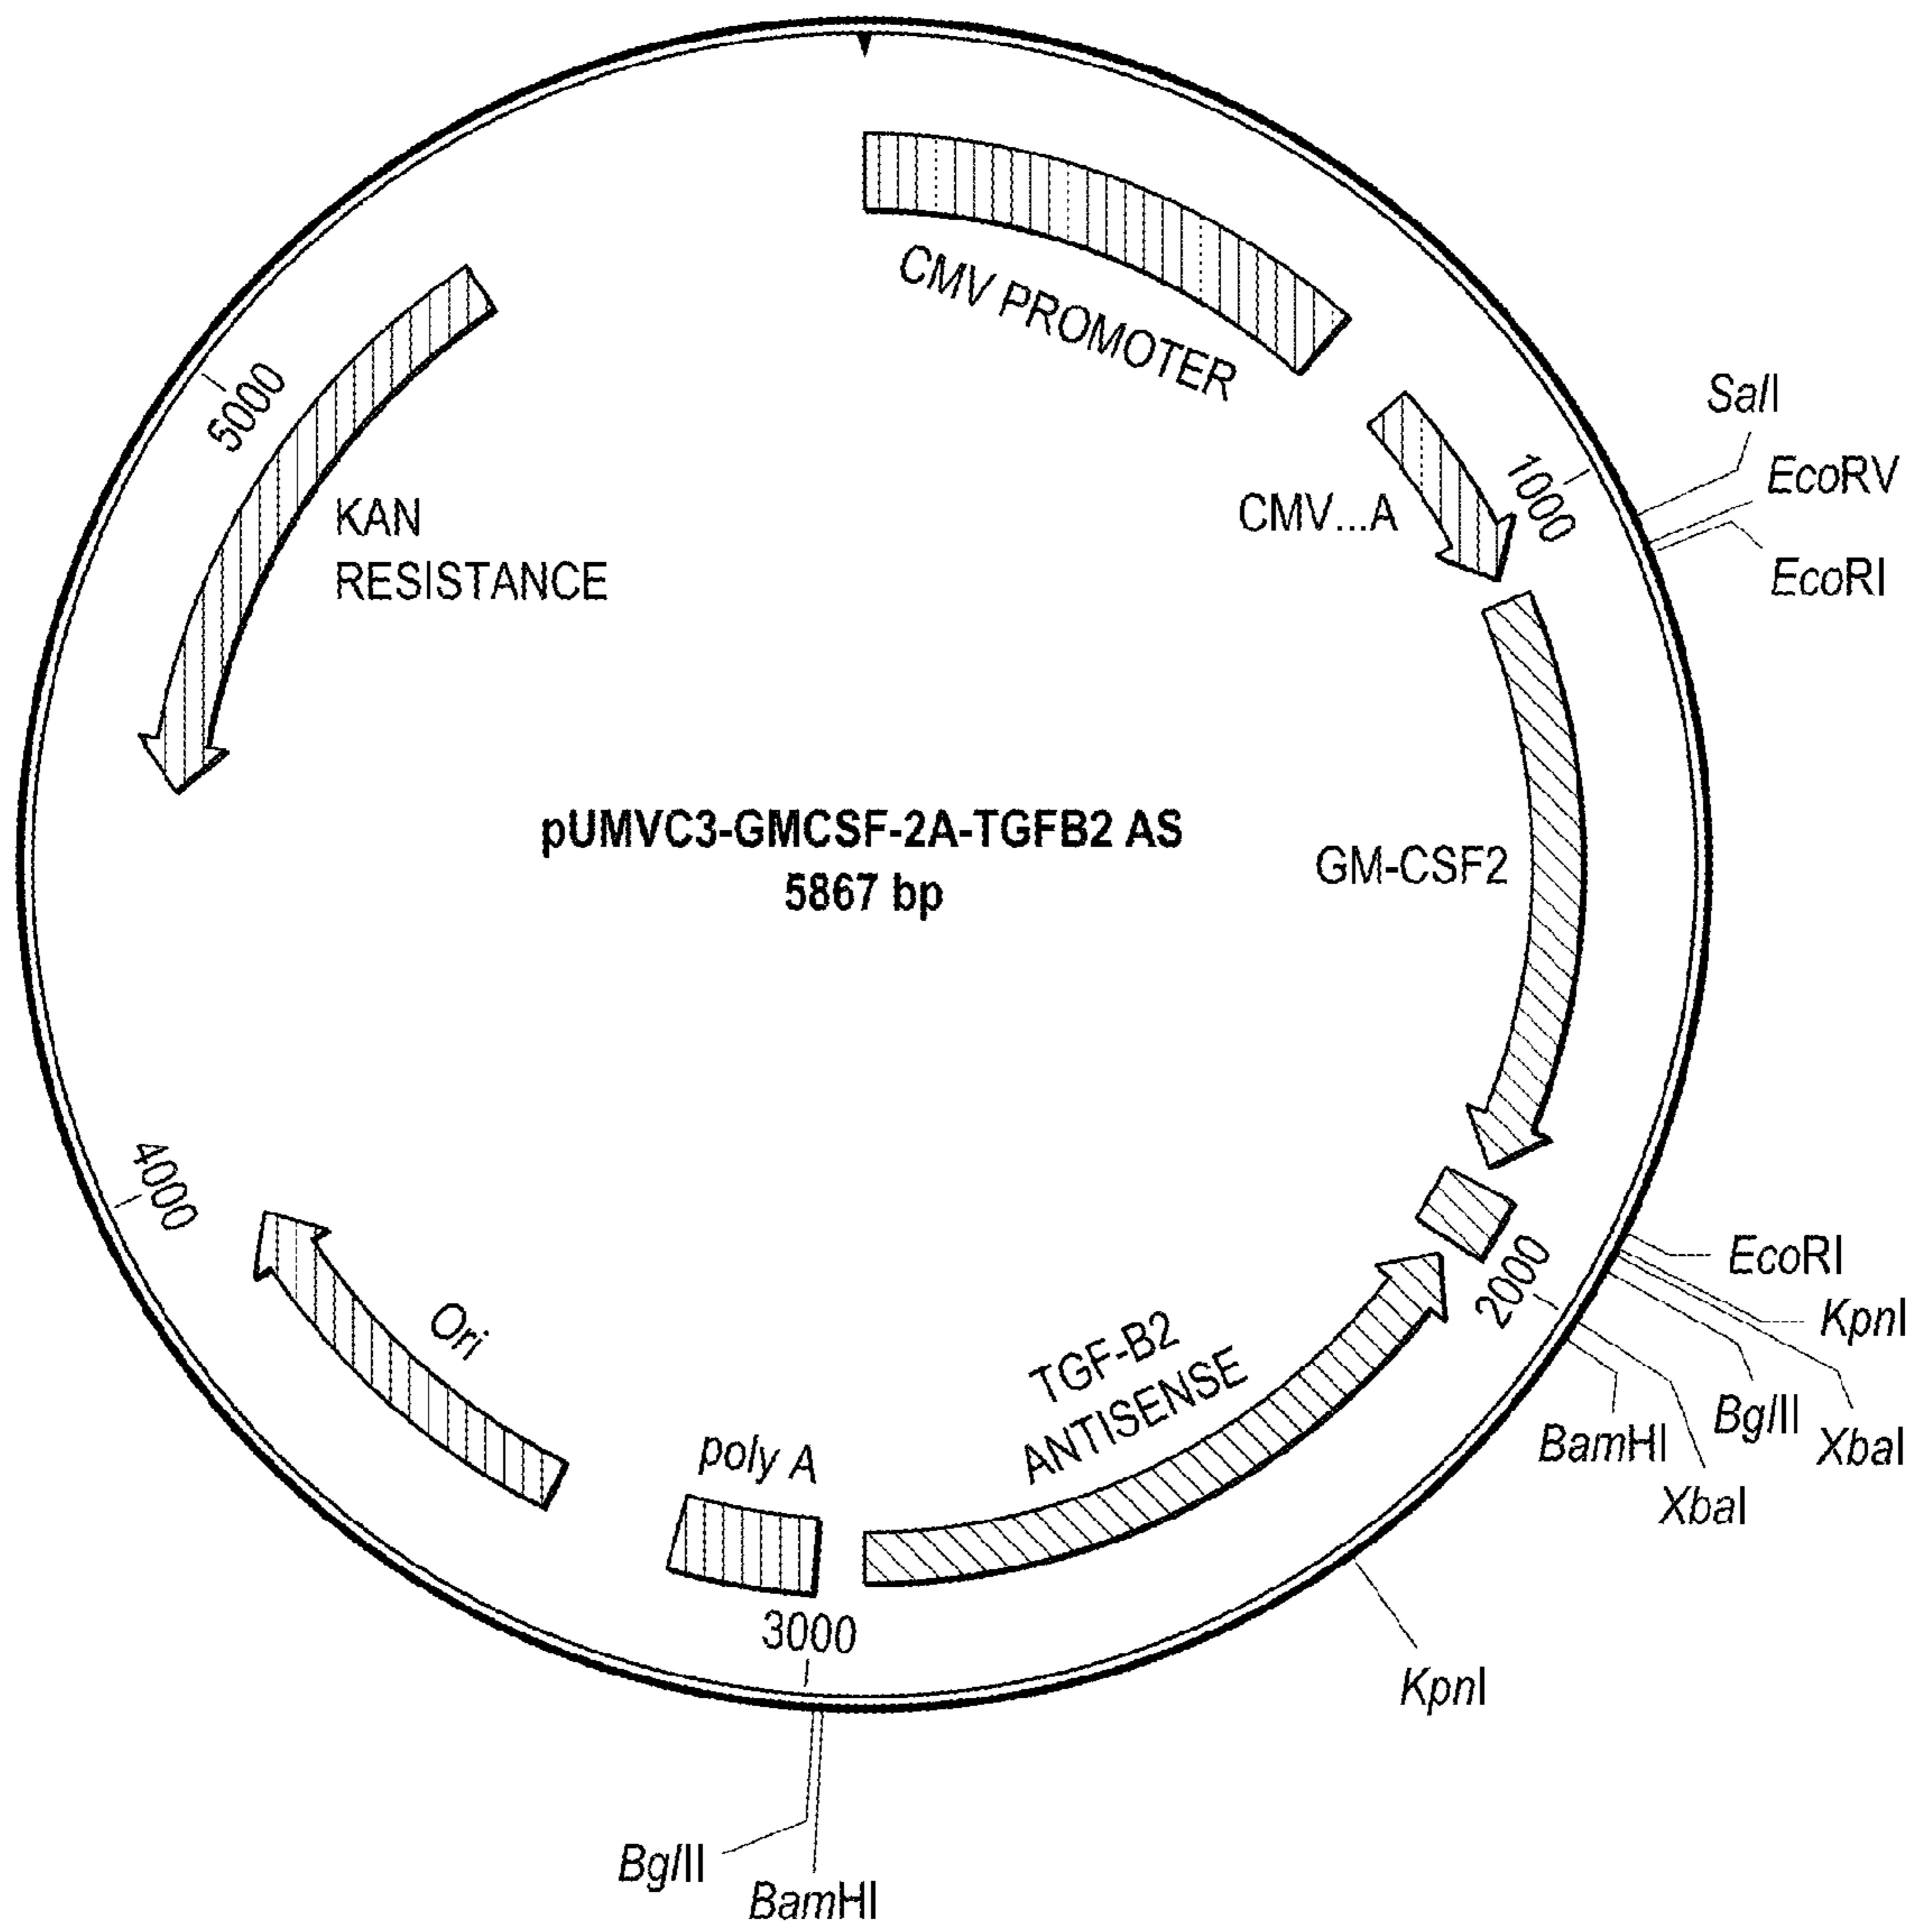 CMV PROMOTER
SalI
EcoRV
1000
EcoRI
CMV...A
5000
KAN
RESISTANCE
pUMVC3-GMCSF-2A-TGFB2 AS
5867 bp
GM-CSF2
4000
EcoRI
2000
KpnI
Ori
TGF-B2
ANTISENSE
BglII
XbaI
BamHI
XbaI
poly A
3000
KpnI
BglII
BamHI